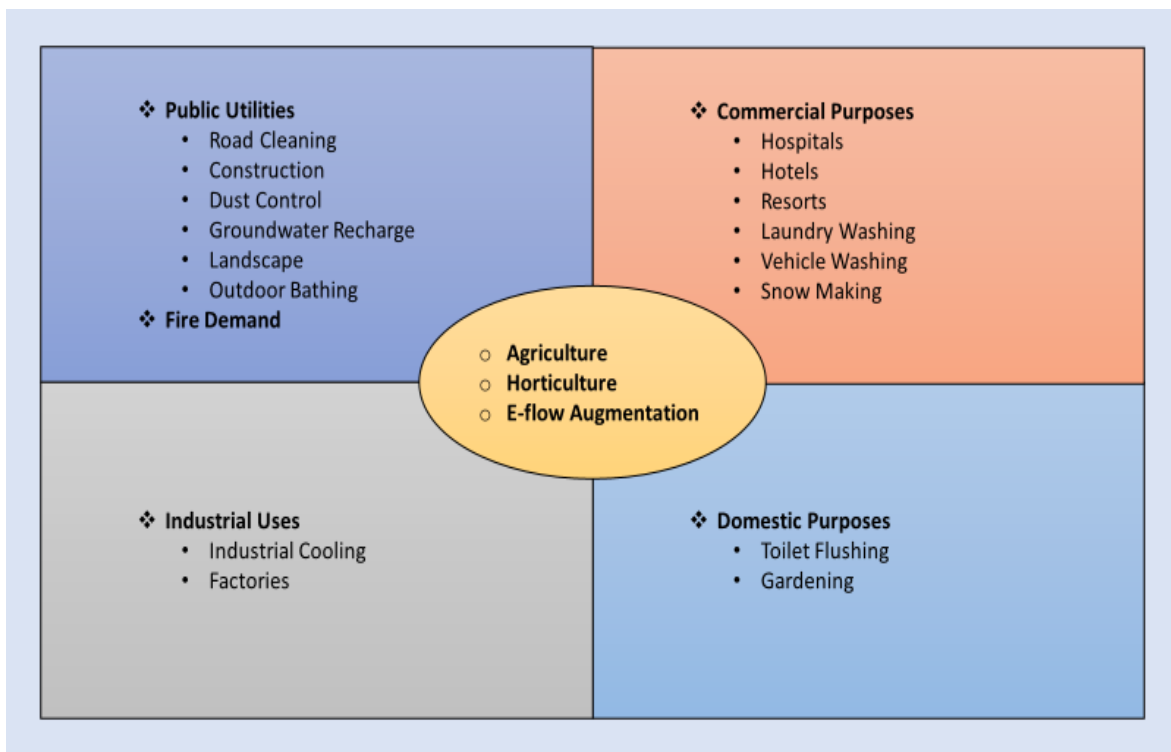 ❖ Public Utilities
• Road Cleaning
• Construction
• Dust Control
• Groundwater Recharge
• Landscape
• Outdoor Bathing
❖ Fire Demand
❖ Commercial Purposes
• Hospitals
• Hotels
• Resorts
• Laundry Washing
• Vehicle Washing
• Snow Making
○ Agriculture
○ Horticulture
○ E-flow Augmentation
❖ Industrial Uses
• Industrial Cooling
• Factories
❖ Domestic Purposes
• Toilet Flushing
• Gardening